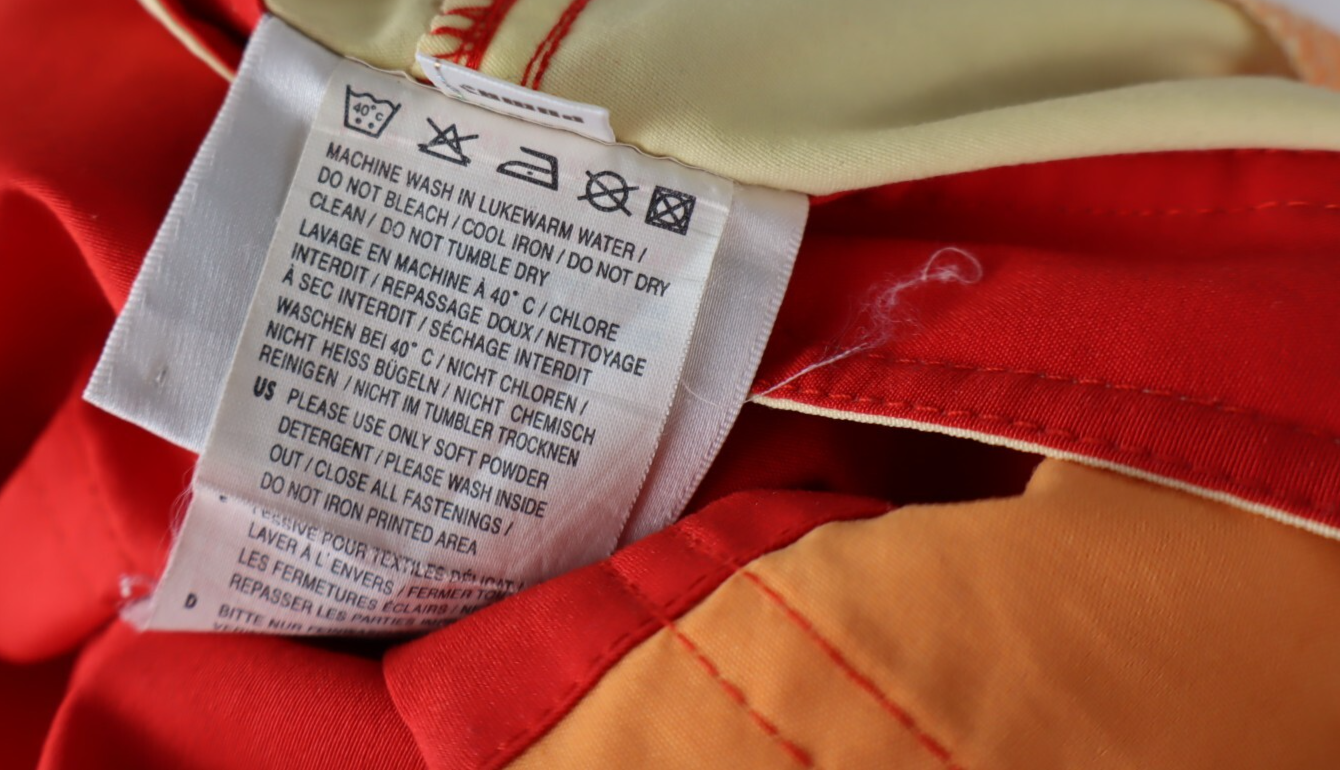 40°C
MACHINE WASH IN LUKEWARM WATER /
DO NOT BLEACH / COOL IRON / DO NOT DRY
CLEAN / DO NOT TUMBLE DRY
LAVAGE EN MACHINE À 40° C / CHLORE
INTERDIT / REPASSAGE DOUX / NETTOYAGE
À SEC INTERDIT / SÉCHAGE INTERDIT
WASCHEN BEI 40° C / NICHT CHLOREN /
NICHT HEISS BÜGELN / NICHT CHEMISCH
REINIGEN / NICHT IM TUMBLER TROCKNEN
US PLEASE USE ONLY SOFT POWDER
DETERGENT / PLEASE WASH INSIDE
OUT / CLOSE ALL FASTENINGS /
DO NOT IRON PRINTED AREA
POUR TEXTILES DÉLICAT
LAVER À L'ENVERS / FERMER
LES FERMETURES ÉCLAIRS /
REPASSER LES PARTIES
D BITTE NUR